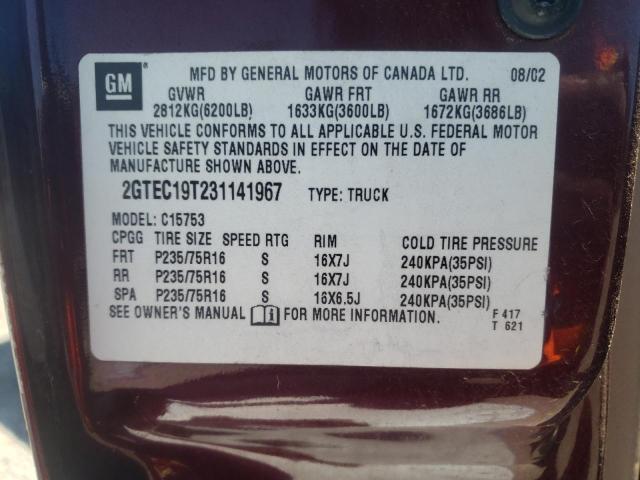 GM MFD BY GENERAL MOTORS OF CANADA LTD. 08/02
GVWR GAWR FRT GAWR RR
2812KG(6200LB) 1633KG(3600LB) 1672KG(3686LB)
THIS VEHICLE CONFORMS TO ALL APPLICABLE U.S. FEDERAL MOTOR
VEHICLE SAFETY STANDARDS IN EFFECT ON THE DATE OF
MANUFACTURE SHOWN ABOVE.
2GTEC19T231141967 TYPE: TRUCK
MODEL: C15753
CPGG TIRE SIZE SPEED RTG RIM COLD TIRE PRESSURE
FRT P235/75R16 S 16X7J 240KPA(35PSI)
RR P235/75R16 S 16X7J 240KPA(35PSI)
SPA P235/75R16 S 16X6.5J 240KPA(35PSI)
SEE OWNER'S MANUAL FOR MORE INFORMATION. F 417
T 621